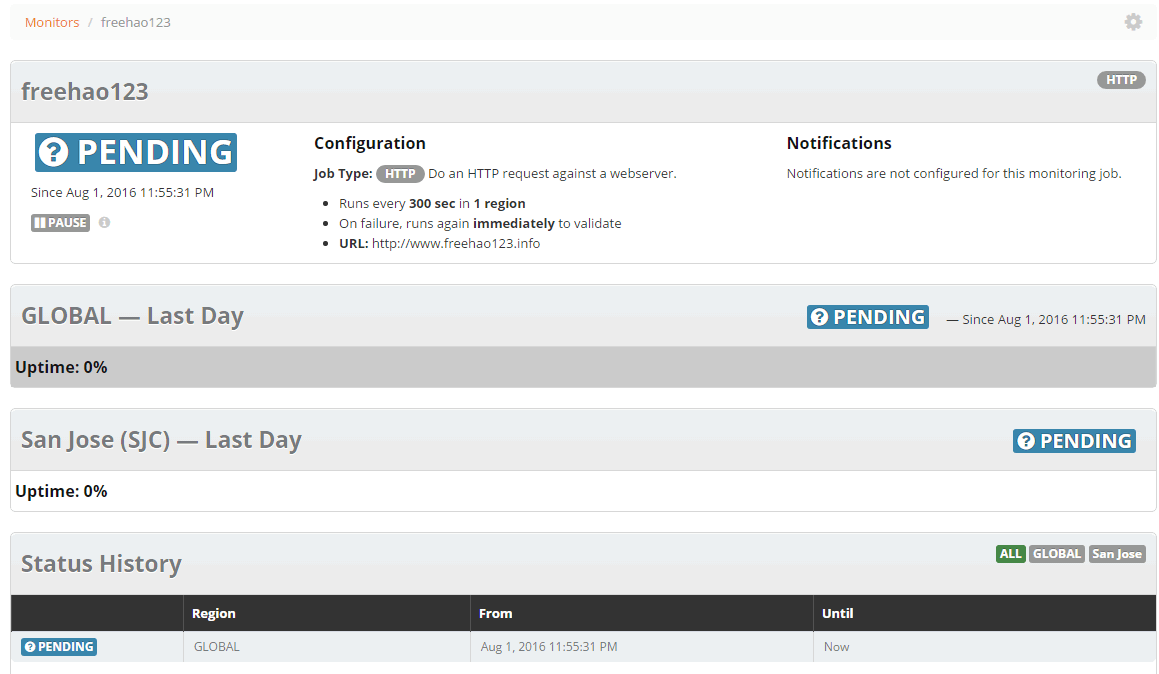 Monitors / freehao123
freehao123
HTTP
PENDING
Since Aug 1, 2016 11:55:31 PM
PAUSE
Configuration
Job Type: HTTP Do an HTTP request against a webserver.
Runs every 300 sec in 1 region
On failure, runs again immediately to validate
URL: http://www.freehao123.info
Notifications
Notifications are not configured for this monitoring job.
GLOBAL — Last Day
PENDING — Since Aug 1, 2016 11:55:31 PM
Uptime: 0%
San Jose (SJC) — Last Day
PENDING
Uptime: 0%
Status History
ALL GLOBAL San Jose
Region From Until
PENDING GLOBAL Aug 1, 2016 11:55:31 PM Now